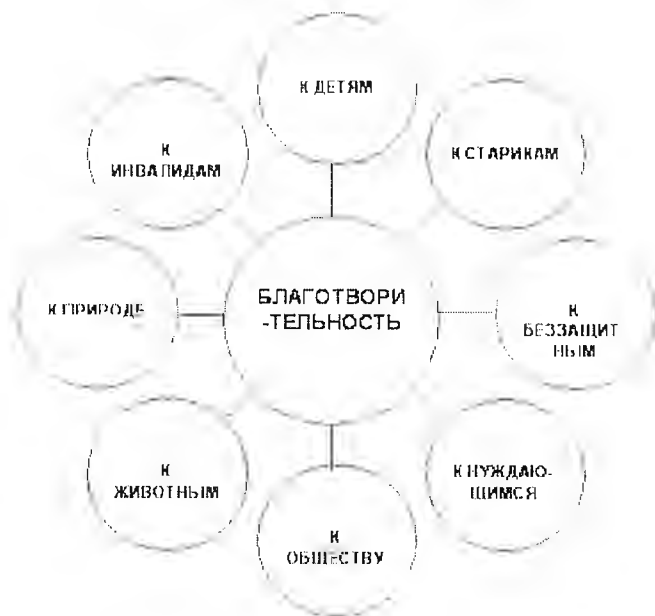 К ДЕТЯМ
К
ИНВАЛИДАМ
К СТАРИКАМ
К ПРИРОДЕ
БЛАГОТВОРИ
-ТЕЛЬНОСТЬ
К
БЕЗЗАЩИТ
НЫМ
К
ЖИВОТНЫМ
К НУЖДАЮ-
ЩИМСЯ
К
ОБЩЕСТВУ